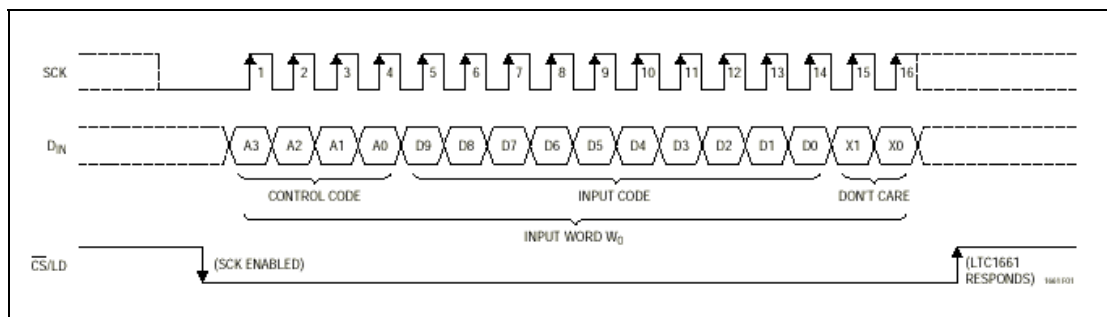 SCK
1 2 3 4 5 6 7 8 9 10 11 12 13 14 15 16
DIN
A3 A2 A1 A0 D9 D8 D7 D6 D5 D4 D3 D2 D1 D0 X1 X0
CONTROL CODE
INPUT CODE
DON'T CARE
INPUT WORD W0
CS/LD
(SCK ENABLED)
(LTC1661
RESPONDS)
1661 F01